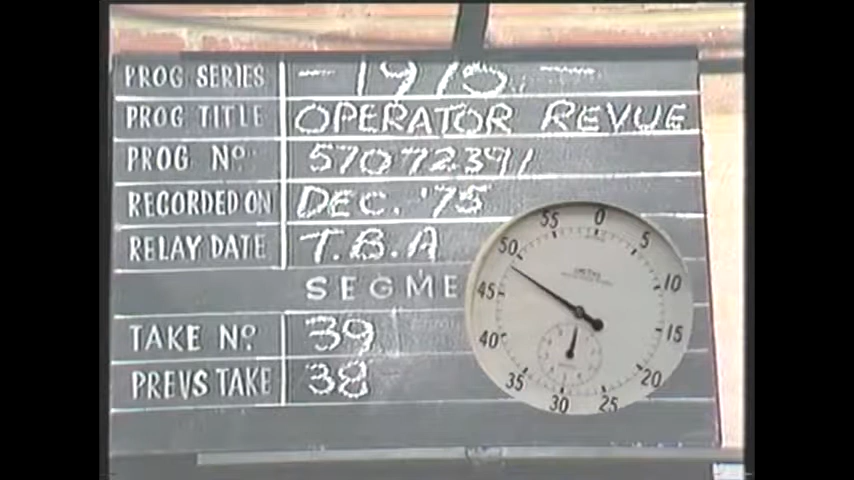 PROG SERIES -1975-
PROG TITLE OPERATOR REVUE
PROG Nº 57072391
RECORDED ON DEC. '75
RELAY DATE T.B.A
SEGME
TAKE Nº 39
PREVS TAKE 38
0
5
10
15
20
25
30
35
40
45
50
55